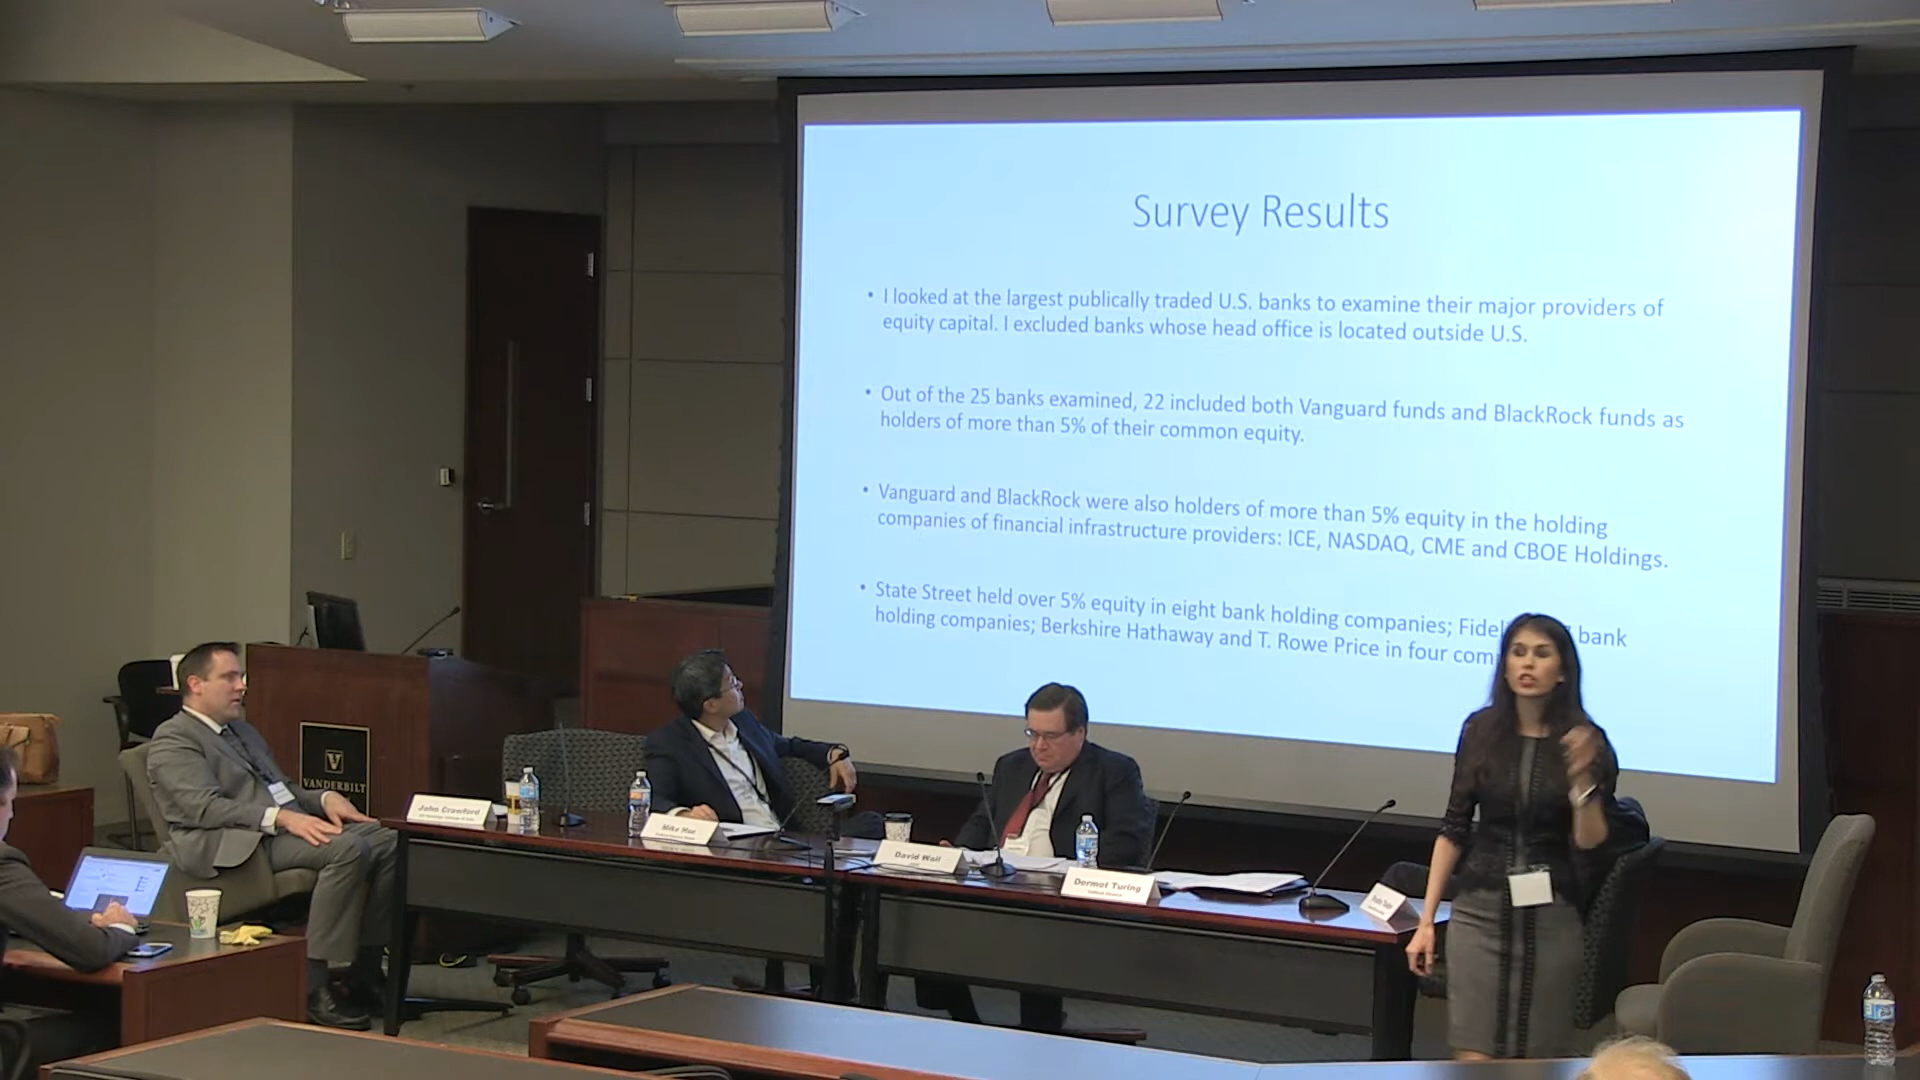 Survey Results
• I looked at the largest publically traded U.S. banks to examine their major providers of
equity capital. I excluded banks whose head office is located outside U.S.
• Out of the 25 banks examined, 22 included both Vanguard funds and BlackRock funds as
holders of more than 5% of their common equity.
• Vanguard and BlackRock were also holders of more than 5% equity in the holding
companies of financial infrastructure providers: ICE, NASDAQ, CME and CBOE Holdings.
• State Street held over 5% equity in eight bank holding companies; Fidel bank
holding companies; Berkshire Hathaway and T. Rowe Price in four com
V
VANDERBILT
John Crawford
Mike Hsu
David Wall
Dermot Turing